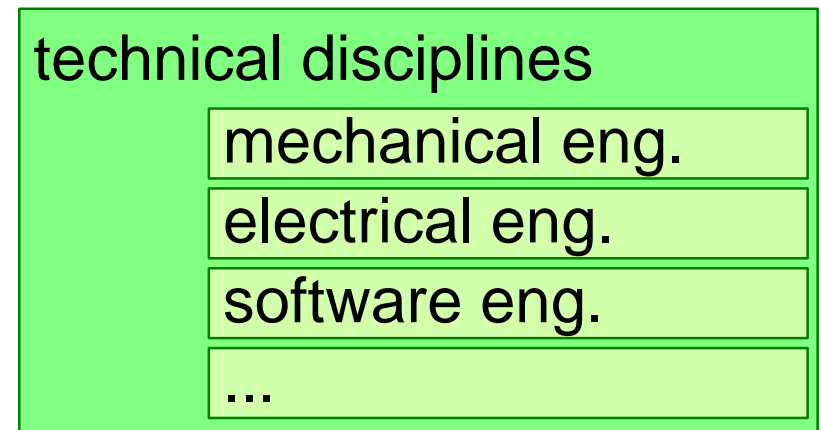 technical disciplines
mechanical eng.
electrical eng.
software eng.
...